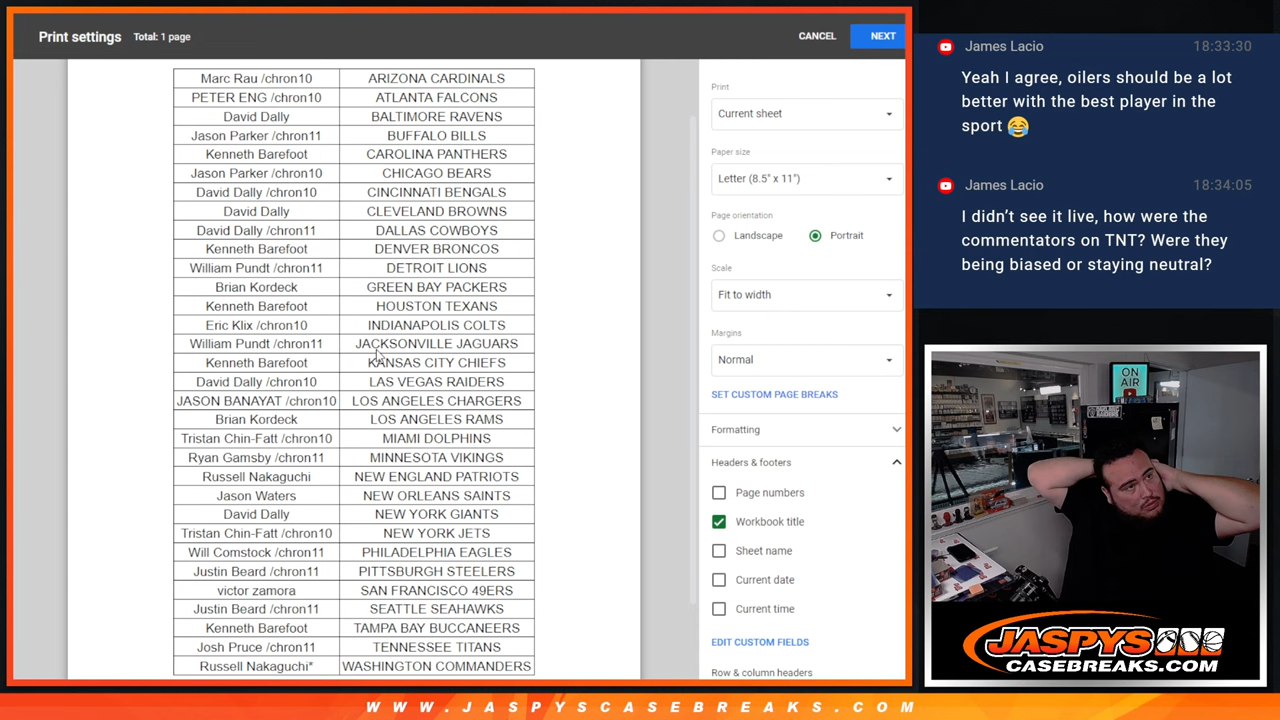 Print settings Total: 1 page CANCEL NEXT
Marc Rau /chron10 ARIZONA CARDINALS
PETER ENG /chron10 ATLANTA FALCONS
David Dally BALTIMORE RAVENS
Jason Parker /chron11 BUFFALO BILLS
Kenneth Barefoot CAROLINA PANTHERS
Jason Parker /chron11 CHICAGO BEARS
David Dally /chron10 CINCINNATI BENGALS
David Dally CLEVELAND BROWNS
David Dally /chron11 DALLAS COWBOYS
Kenneth Barefoot DENVER BRONCOS
William Pundt /chron11 DETROIT LIONS
Brian Kordeck GREEN BAY PACKERS
Kenneth Barefoot HOUSTON TEXANS
Eric Klix /chron10 INDIANAPOLIS COLTS
William Pundt /chron11 JACKSONVILLE JAGUARS
Kenneth Barefoot KANSAS CITY CHIEFS
David Dally /chron10 LAS VEGAS RAIDERS
JASON BANAYAT /chron10 LOS ANGELES CHARGERS
Brian Kordeck LOS ANGELES RAMS
Tristan Chin-Fatt /chron10 MIAMI DOLPHINS
Ryan Gamsby /chron11 MINNESOTA VIKINGS
Russell Nakaguchi NEW ENGLAND PATRIOTS
Jason Waters NEW ORLEANS SAINTS
David Dally NEW YORK GIANTS
Tristan Chin-Fatt /chron10 NEW YORK JETS
Will Comstock /chron11 PHILADELPHIA EAGLES
Justin Beard /chron11 PITTSBURGH STEELERS
victor zamora SAN FRANCISCO 49ERS
Justin Beard /chron11 SEATTLE SEAHAWKS
Kenneth Barefoot TAMPA BAY BUCCANEERS
Josh Pruce /chron11 TENNESSEE TITANS
Russell Nakaguchi* WASHINGTON COMMANDERS
Print
Current sheet
Paper size
Letter (8.5" x 11")
Page orientation
Landscape Portrait
Scale
Fit to width
Margins
Normal
SET CUSTOM PAGE BREAKS
Formatting
Headers & footers
Page numbers
Workbook title
Sheet name
Current date
Current time
EDIT CUSTOM FIELDS
Row & column headers
James Lacio 18:33:30
Yeah I agree, oilers should be a lot
better with the best player in the
sport 😂
James Lacio 18:34:05
I didn't see it live, how were the
commentators on TNT? Were they
being biased or staying neutral?
ON
AIR
JASPYS
CASEBREAKS.COM
WWW.JASPYSCASEBREAKS.COM